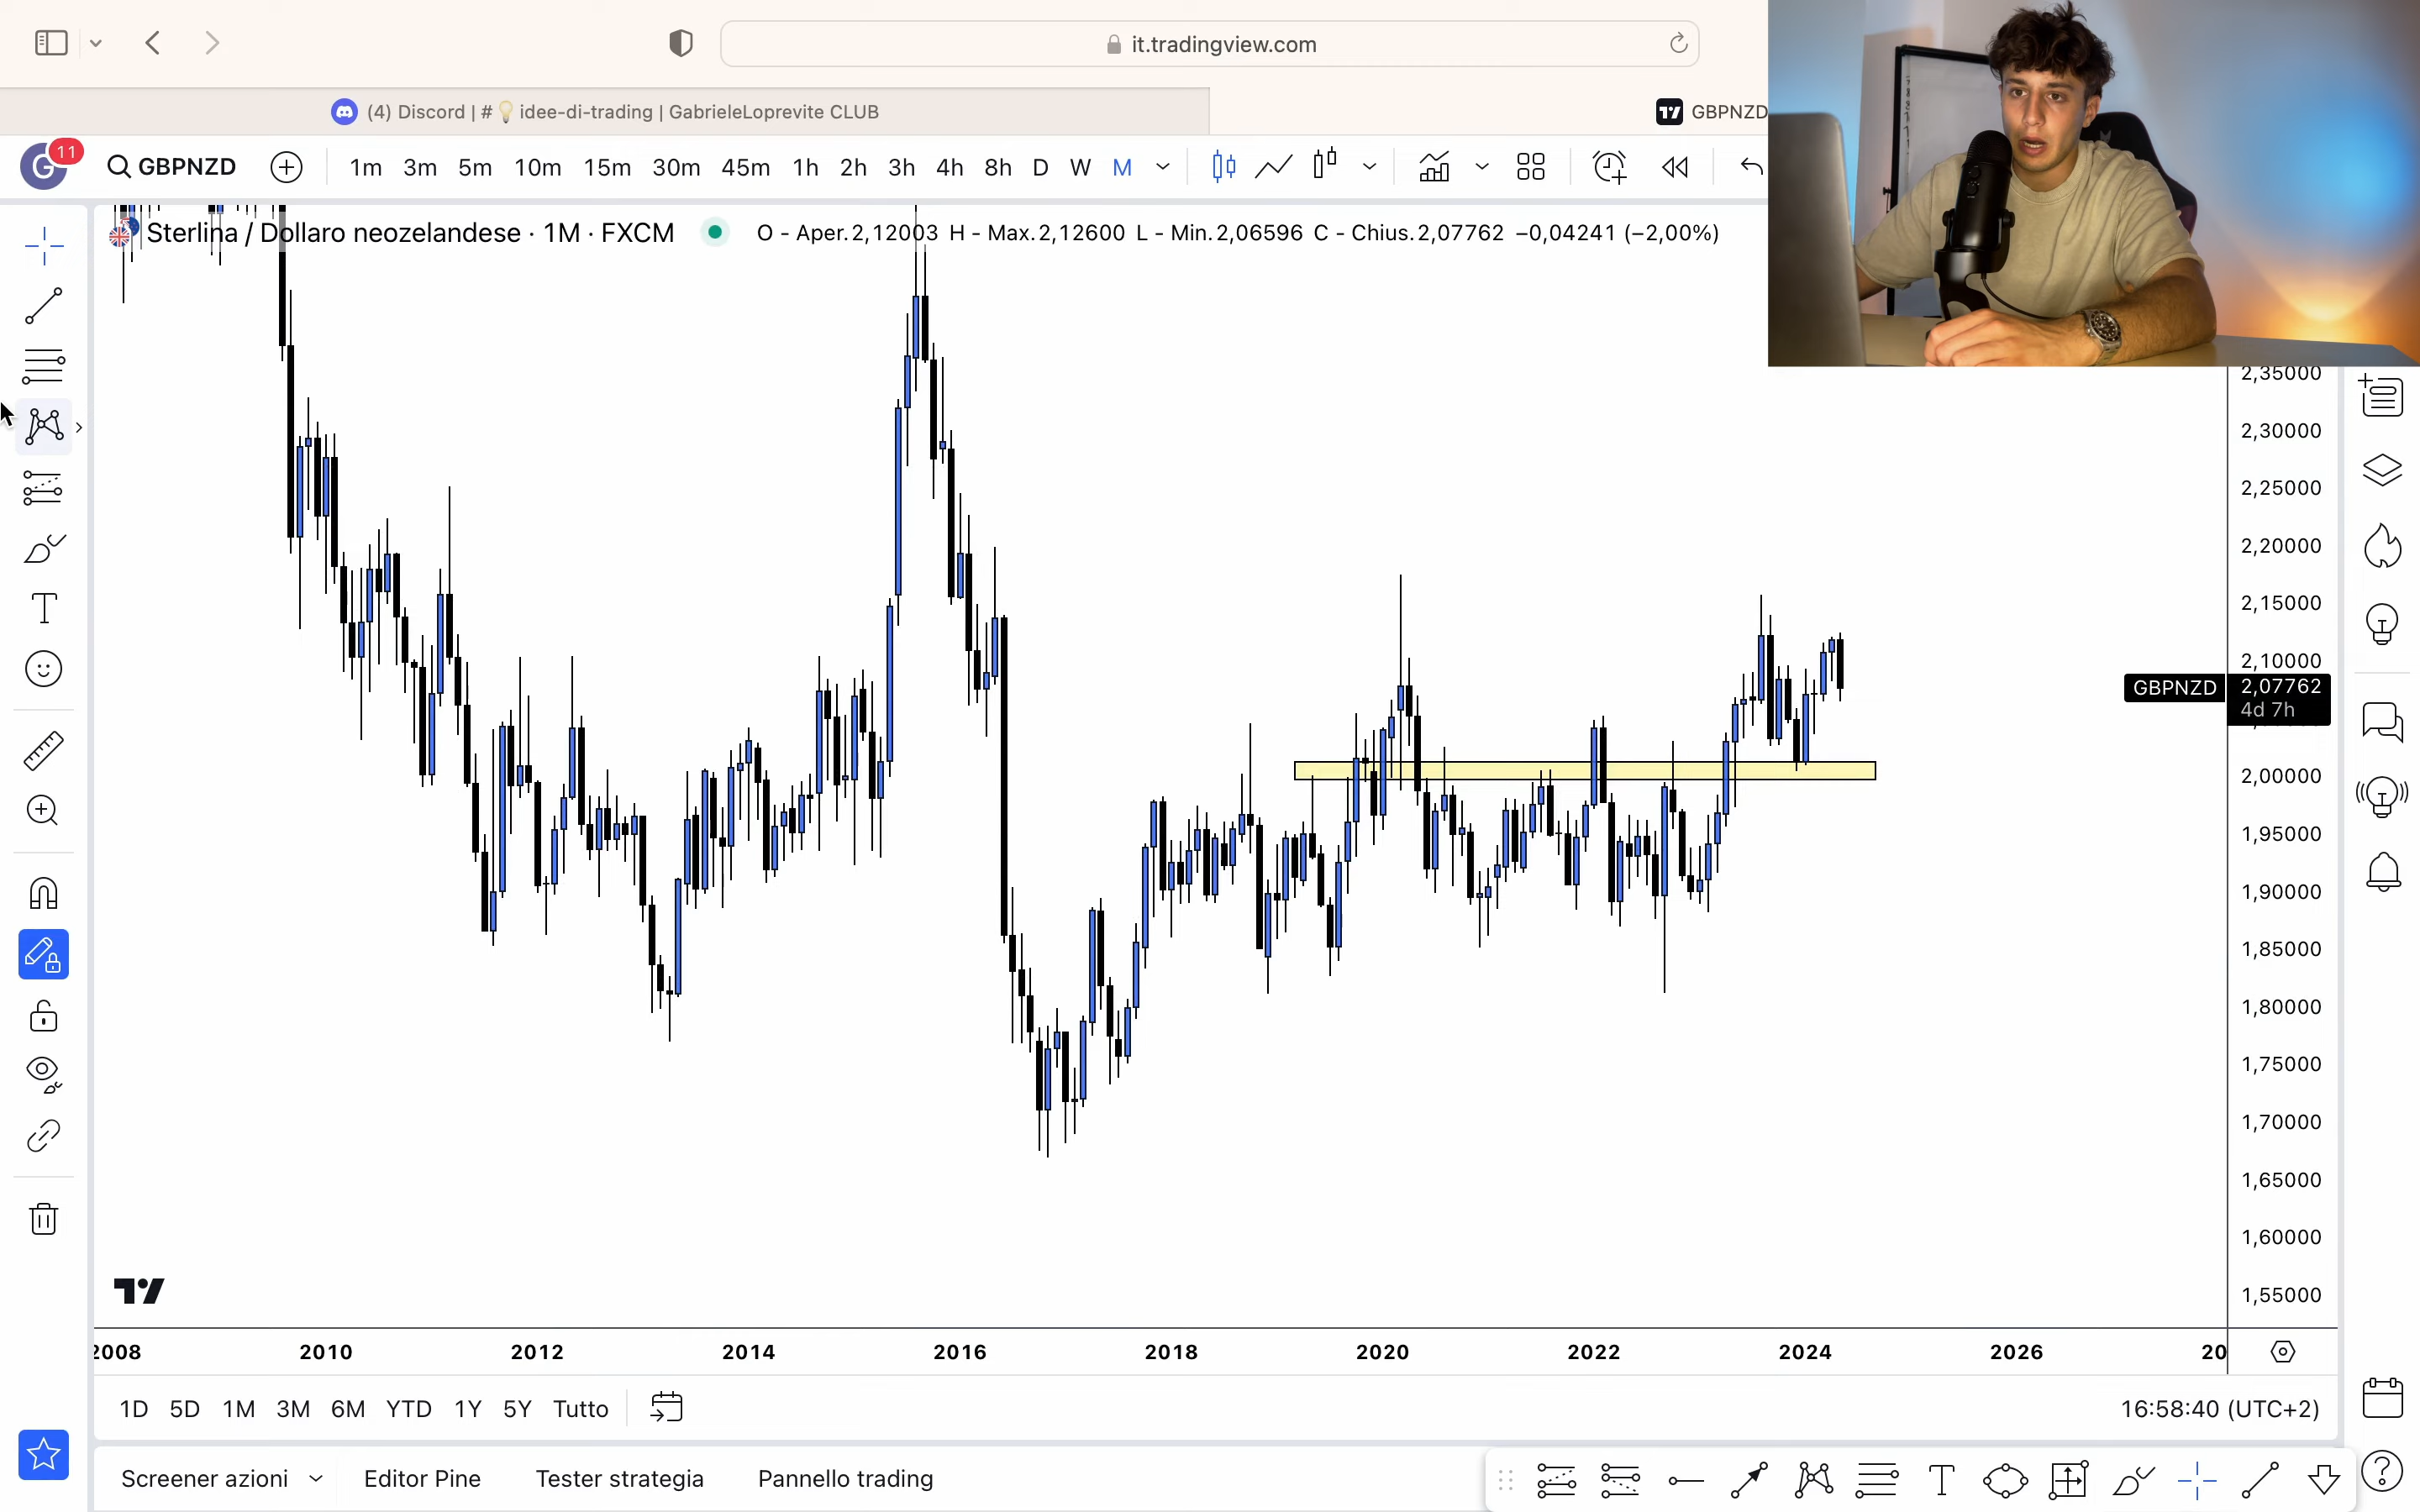 it.tradingview.com
(4) Discord | #💡idee-di-trading | GabrieleLoprevite CLUB
GBPNZD
G 11 GBPNZD 1m 3m 5m 10m 15m 30m 45m 1h 2h 3h 4h 8h D W M
Sterlina / Dollaro neozelandese · 1M · FXCM O - Aper.2,12003 H - Max.2,12600 L - Min.2,06596 C - Chius.2,07762 −0,04241 (−2,00%)
2,35000
2,30000
2,25000
2,20000
2,15000
2,10000
GBPNZD 2,07762
4d 7h
2,00000
1,95000
1,90000
1,85000
1,80000
1,75000
1,70000
1,65000
1,60000
1,55000
2008 2010 2012 2014 2016 2018 2020 2022 2024 2026 20
1D 5D 1M 3M 6M YTD 1Y 5Y Tutto 16:58:40 (UTC+2)
Screener azioni Editor Pine Tester strategia Pannello trading